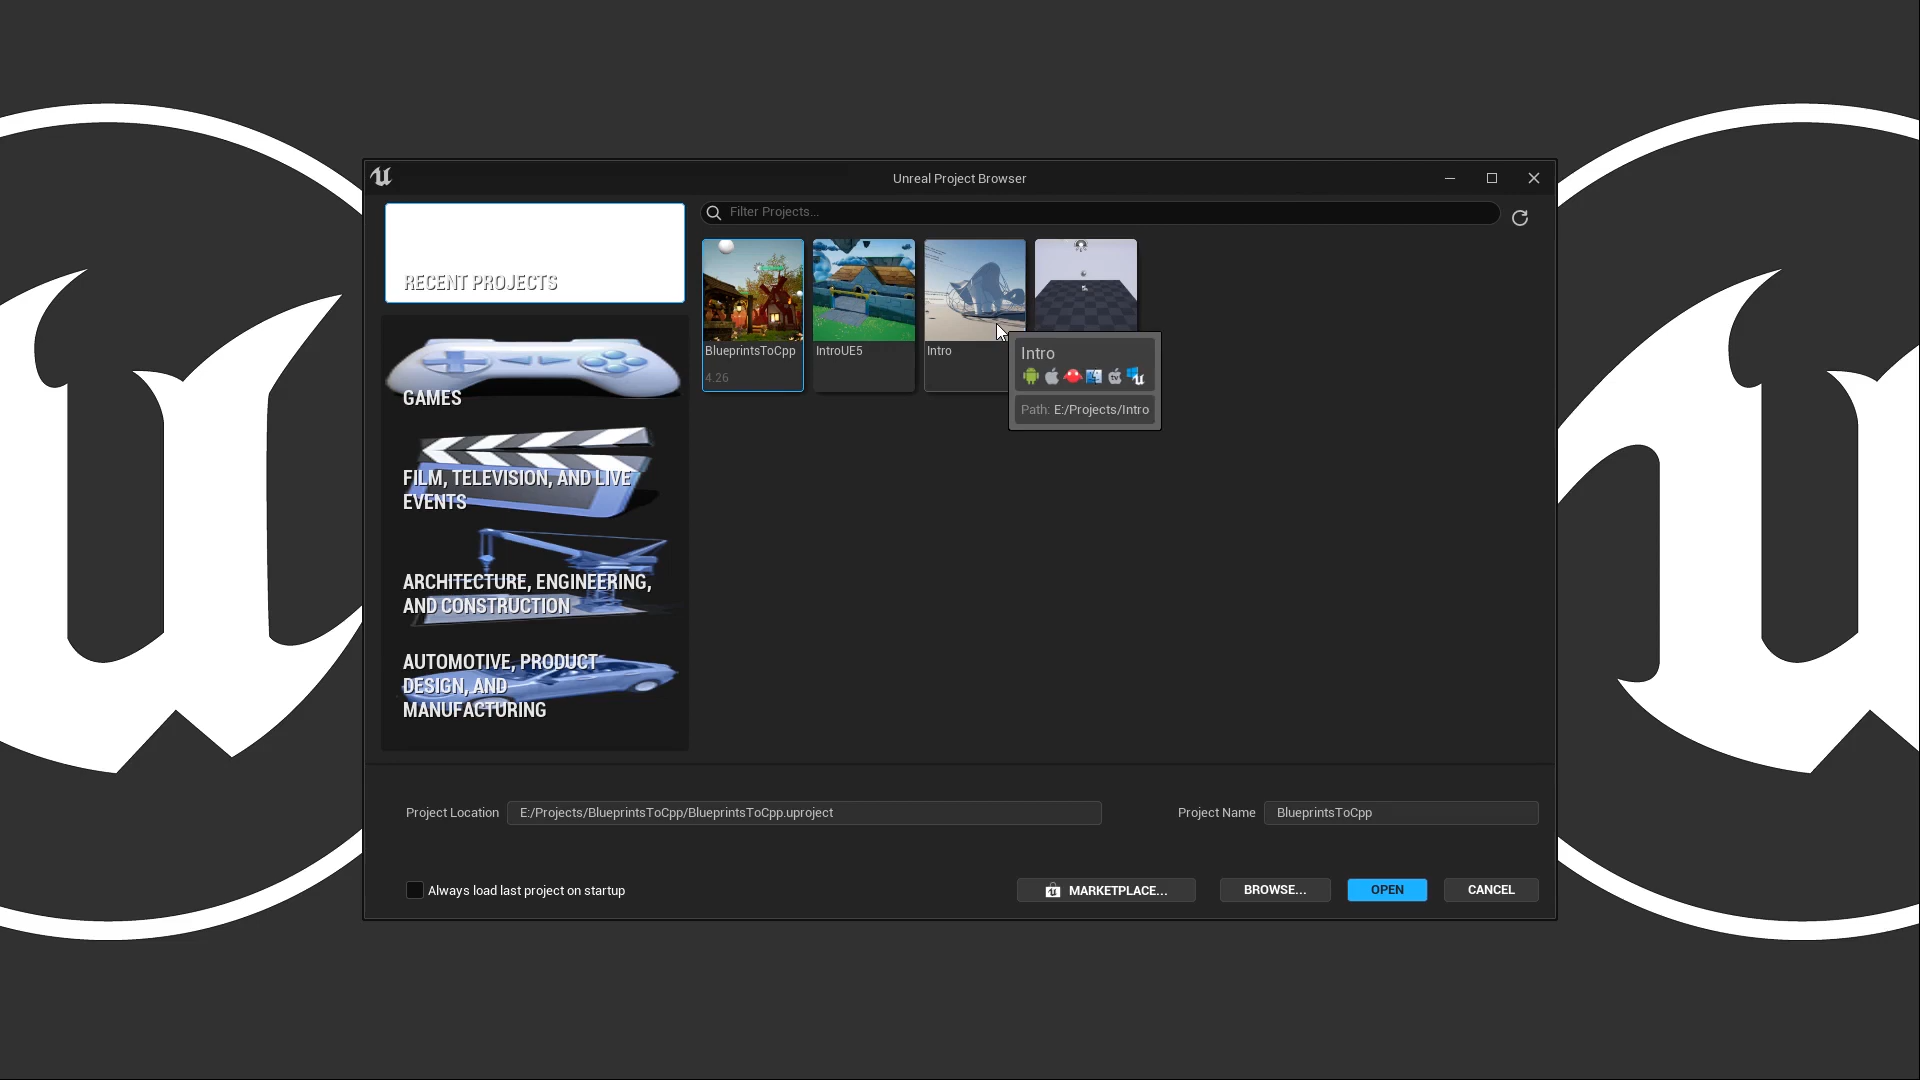 Unreal Project Browser
RECENT PROJECTS
Filter Projects...
BlueprintsToCpp
4.26
IntroUE5
Intro
Intro
tv
Path: E:/Projects/Intro
GAMES
FILM, TELEVISION, AND LIVE
EVENTS
ARCHITECTURE, ENGINEERING,
AND CONSTRUCTION
AUTOMOTIVE, PRODUCT
DESIGN, AND
MANUFACTURING
Project Location E:/Projects/BlueprintsToCpp/BlueprintsToCpp.uproject
Project Name BlueprintsToCpp
Always load last project on startup
MARKETPLACE...
BROWSE...
OPEN
CANCEL